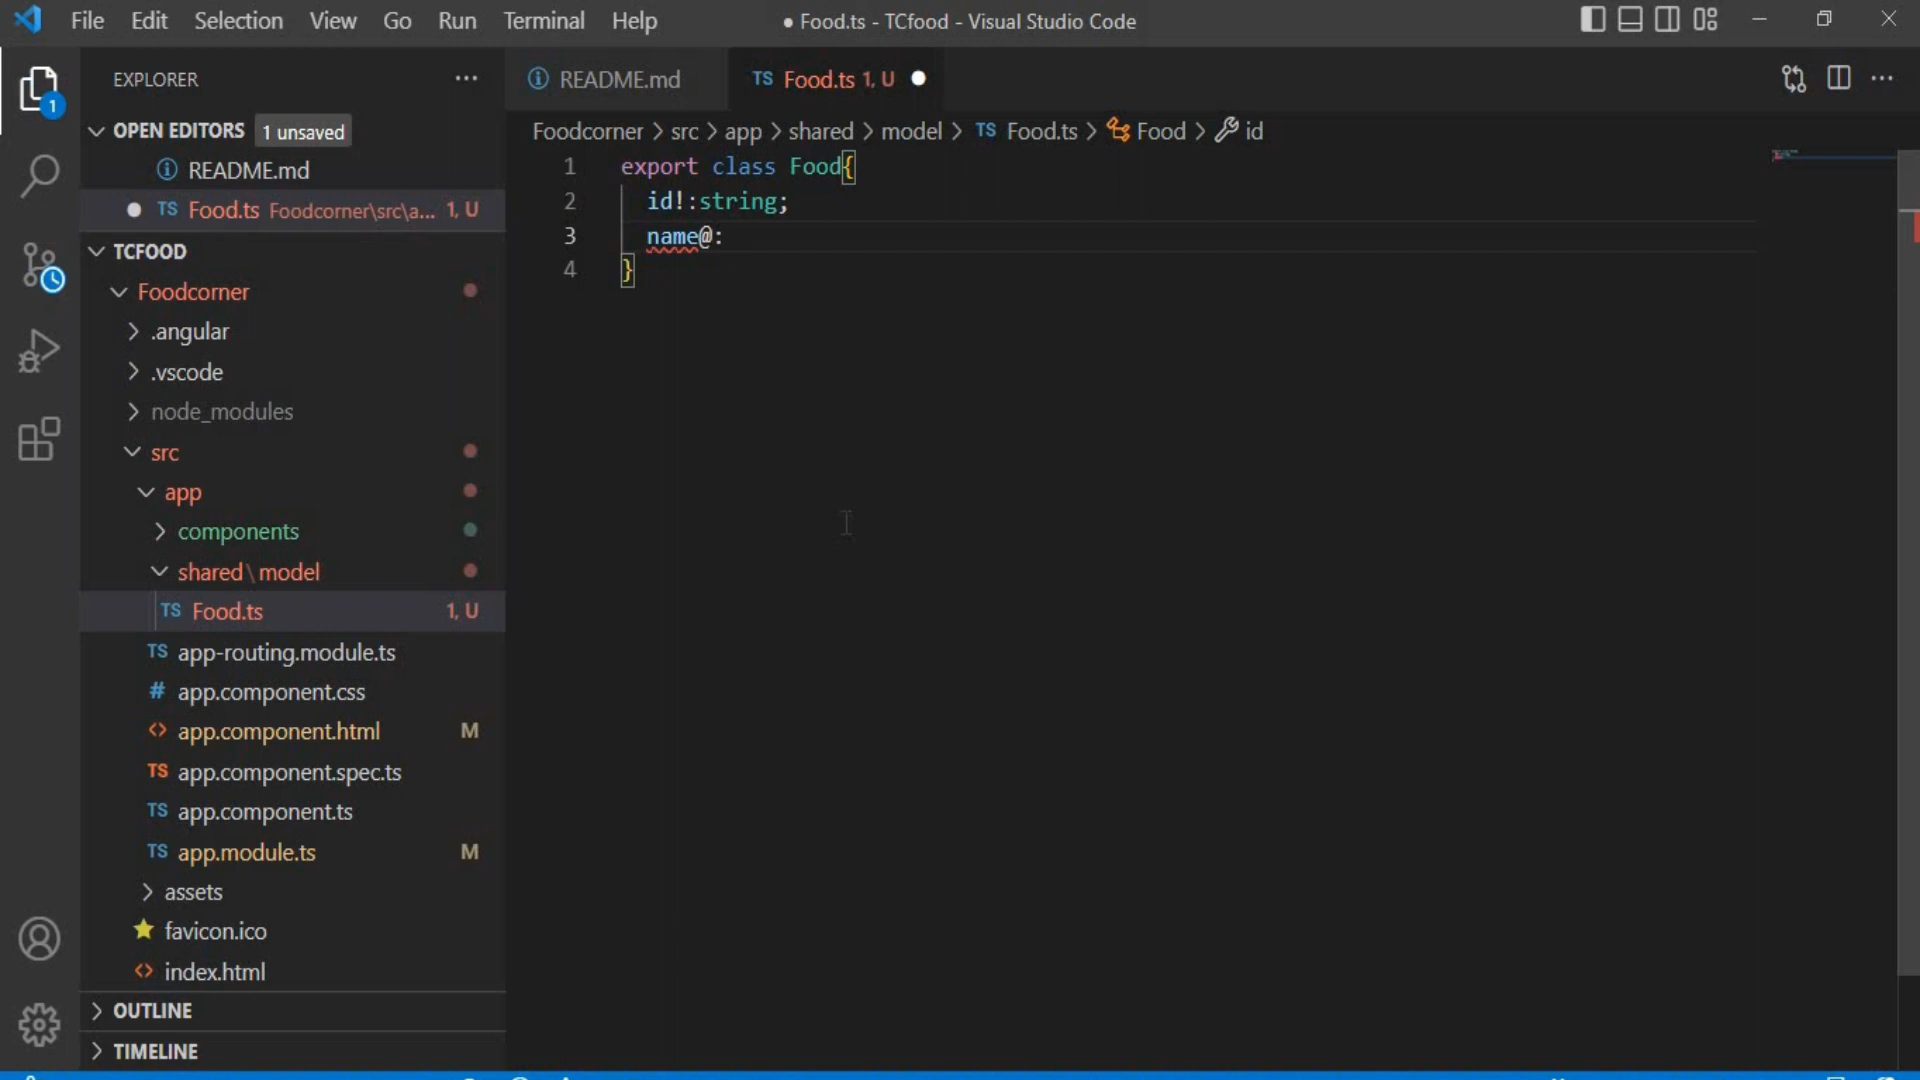 File Edit Selection View Go Run Terminal Help
● Food.ts - TCfood - Visual Studio Code
EXPLORER
README.md
TS Food.ts 1, U
1
OPEN EDITORS 1 unsaved
README.md
TS Food.ts Foodcorner\src\a... 1, U
TCFOOD
Foodcorner
.angular
.vscode
node_modules
src
app
components
shared\model
TS Food.ts 1, U
TS app-routing.module.ts
# app.component.css
<> app.component.html M
TS app.component.spec.ts
TS app.component.ts
TS app.module.ts M
assets
favicon.ico
<> index.html
OUTLINE
TIMELINE
Foodcorner > src > app > shared > model > TS Food.ts > Food > id
1 export class Food{
2 id!:string;
3 name@:
4 }